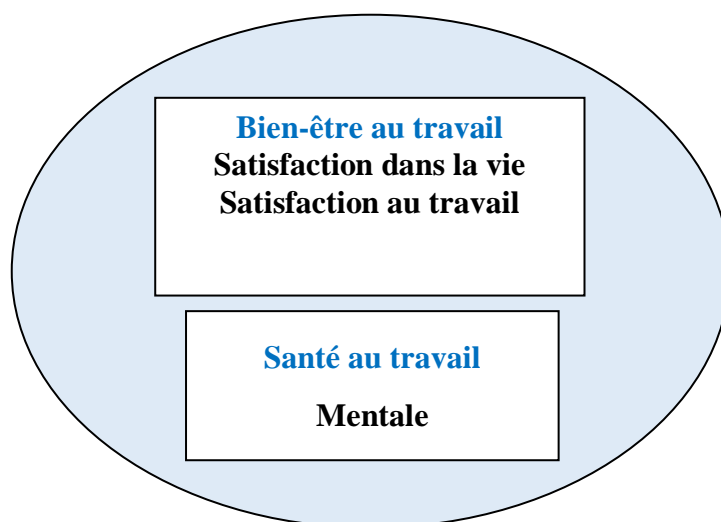 Bien-être au travail
Satisfaction dans la vie
Satisfaction au travail
Santé au travail
Mentale